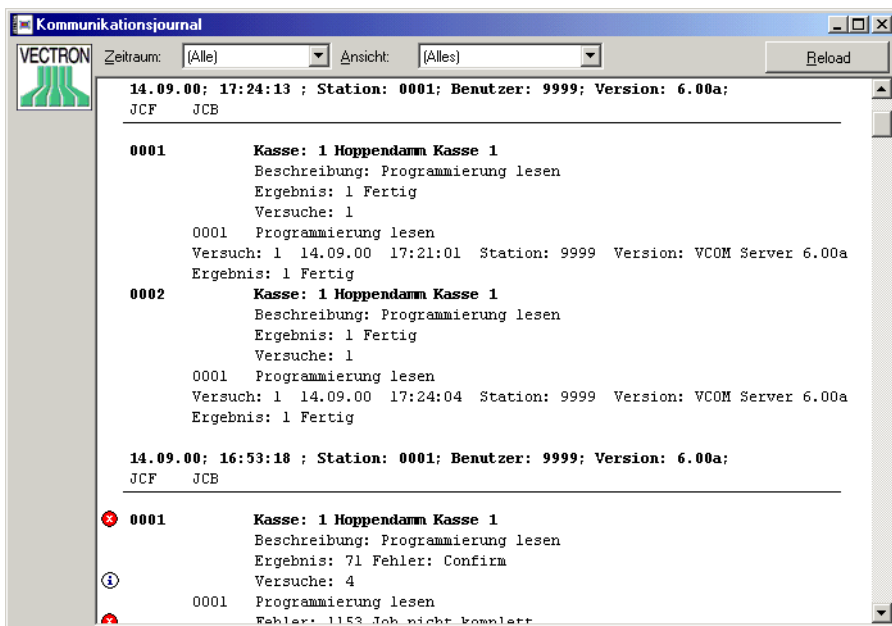 Kommunikationsjournal
VECTRON
Zeitraum: (Alle) Ansicht: (Alles) Reload
14.09.00; 17:24:13 ; Station: 0001; Benutzer: 9999; Version: 6.00a;
JCF JCB
0001 Kasse: 1 Hoppendamm Kasse 1
Beschreibung: Programmierung lesen
Ergebnis: 1 Fertig
Versuche: 1
0001 Programmierung lesen
Versuch: 1 14.09.00 17:21:01 Station: 9999 Version: VCOM Server 6.00a
Ergebnis: 1 Fertig
0002 Kasse: 1 Hoppendamm Kasse 1
Beschreibung: Programmierung lesen
Ergebnis: 1 Fertig
Versuche: 1
0001 Programmierung lesen
Versuch: 1 14.09.00 17:24:04 Station: 9999 Version: VCOM Server 6.00a
Ergebnis: 1 Fertig
14.09.00; 16:53:18 ; Station: 0001; Benutzer: 9999; Version: 6.00a;
JCF JCB
0001 Kasse: 1 Hoppendamm Kasse 1
Beschreibung: Programmierung lesen
Ergebnis: 71 Fehler: Confirm
Versuche: 4
0001 Programmierung lesen
Fehler: 1153 Job nicht komplett